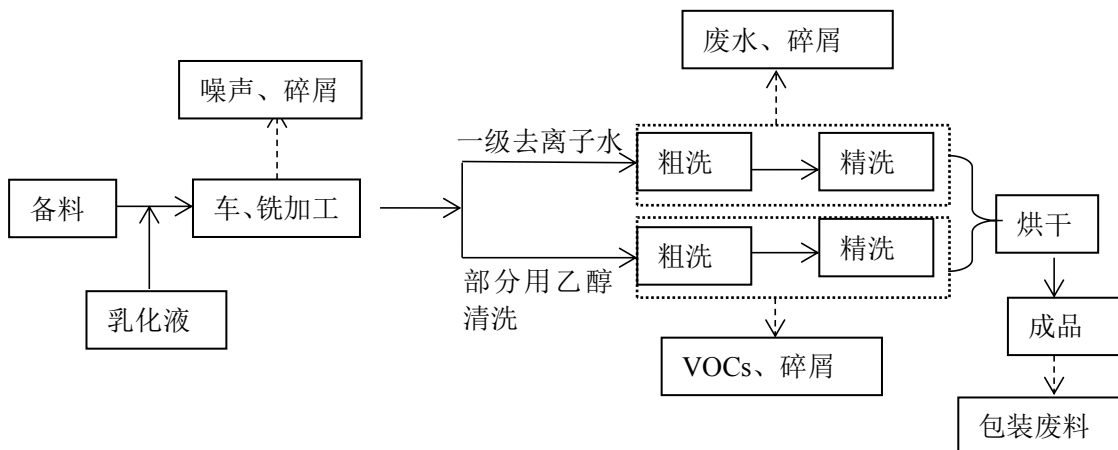 废水、碎屑
噪声、碎屑
一级去离子水
粗洗
精洗
备料
车、铣加工
烘干
粗洗
精洗
部分用乙醇
清洗
乳化液
成品
VOCs、碎屑
包装废料